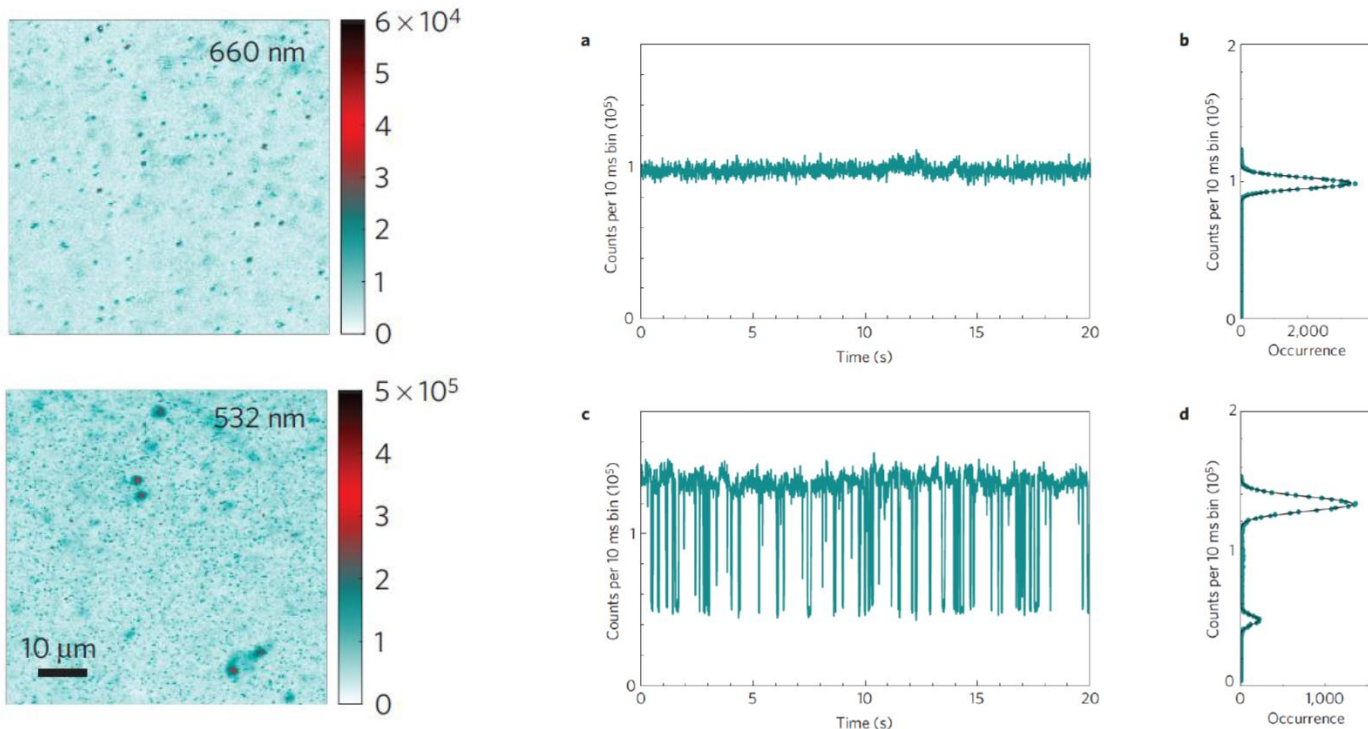 6 × 10⁴
660 nm
5
4
3
2
1
0
5 × 10⁵
532 nm
4
3
2
1
0
10 μm
a
Counts per 10 ms bin (10⁵)
1
0
0 5 10 15 20
Time (s)
b
Counts per 10 ms bin (10⁵)
2
1
0
0 2,000
Occurrence
c
Counts per 10 ms bin (10⁵)
1
0
0 5 10 15 20
Time (s)
d
Counts per 10 ms bin (10⁵)
2
1
0
0 1,000
Occurrence